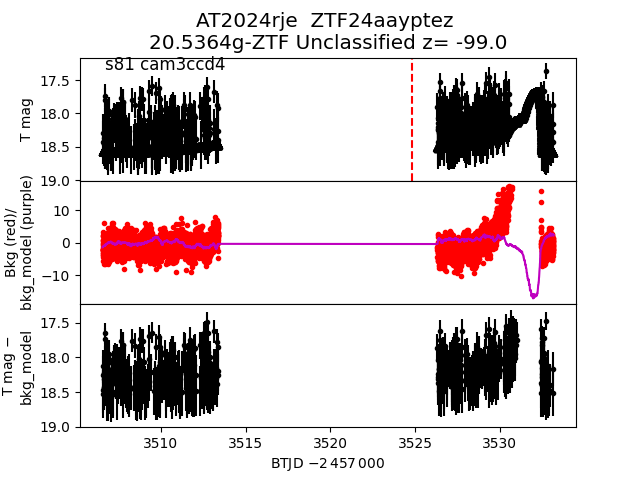 AT2024rje  ZTF24aayptez
20.5364g-ZTF Unclassified z= -99.0
s81 cam3ccd4
T mag
17.5
18.0
18.5
19.0
Bkg (red)/
bkg_model (purple)
10
0
−10
T mag −
bkg_model
17.5
18.0
18.5
19.0
3510
3515
3520
3525
3530
BTJD −2 457 000